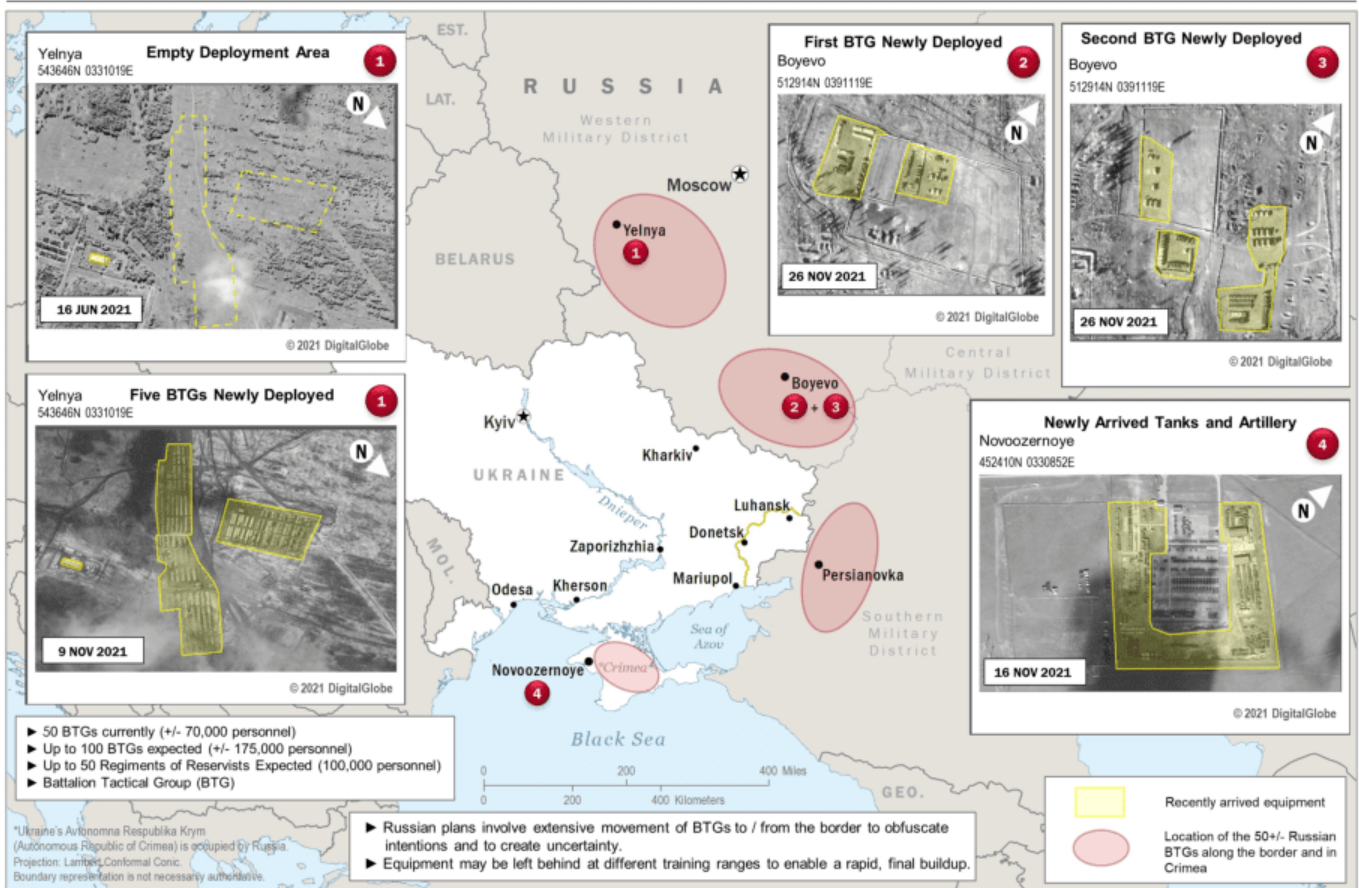 Yelnya
Empty Deployment Area
1
543646N 0331019E
N
16 JUN 2021
© 2021 DigitalGlobe
Yelnya
Five BTGs Newly Deployed
1
543646N 0331019E
N
9 NOV 2021
© 2021 DigitalGlobe
First BTG Newly Deployed
Boyevo
2
512914N 0391119E
N
26 NOV 2021
© 2021 DigitalGlobe
Second BTG Newly Deployed
Boyevo
3
512914N 0391119E
N
26 NOV 2021
© 2021 DigitalGlobe
Newly Arrived Tanks and Artillery
Novoozernoye
4
452410N 0330852E
N
16 NOV 2021
© 2021 DigitalGlobe
EST.
RUSSIA
LAT.
Western
Military District
Moscow
Yelnya
1
BELARUS
Central
Military District
Boyevo
2 + 3
Kyiv
Kharkiv
UKRAINE
Dnieper
Luhansk
Donetsk
Zaporizhzhia
MOL.
Persianovka
Mariupol
Odesa
Kherson
Southern
Military
District
Sea of
Azov
Novoozernoye
*Crimea*
4
Black Sea
0 200 400 Miles
0 200 400 Kilometers
GEO.
► 50 BTGs currently (+/- 70,000 personnel)
► Up to 100 BTGs expected (+/- 175,000 personnel)
► Up to 50 Regiments of Reservists Expected (100,000 personnel)
► Battalion Tactical Group (BTG)
*Ukraine's Avtonomna Respublika Krym
(Autonomous Republic of Crimea) is occupied by Russia.
Projection: Lambert Conformal Conic.
Boundary representation is not necessarily authoritative.
► Russian plans involve extensive movement of BTGs to / from the border to obfuscate
intentions and to create uncertainty.
► Equipment may be left behind at different training ranges to enable a rapid, final buildup.
Recently arrived equipment
Location of the 50+/- Russian
BTGs along the border and in
Crimea